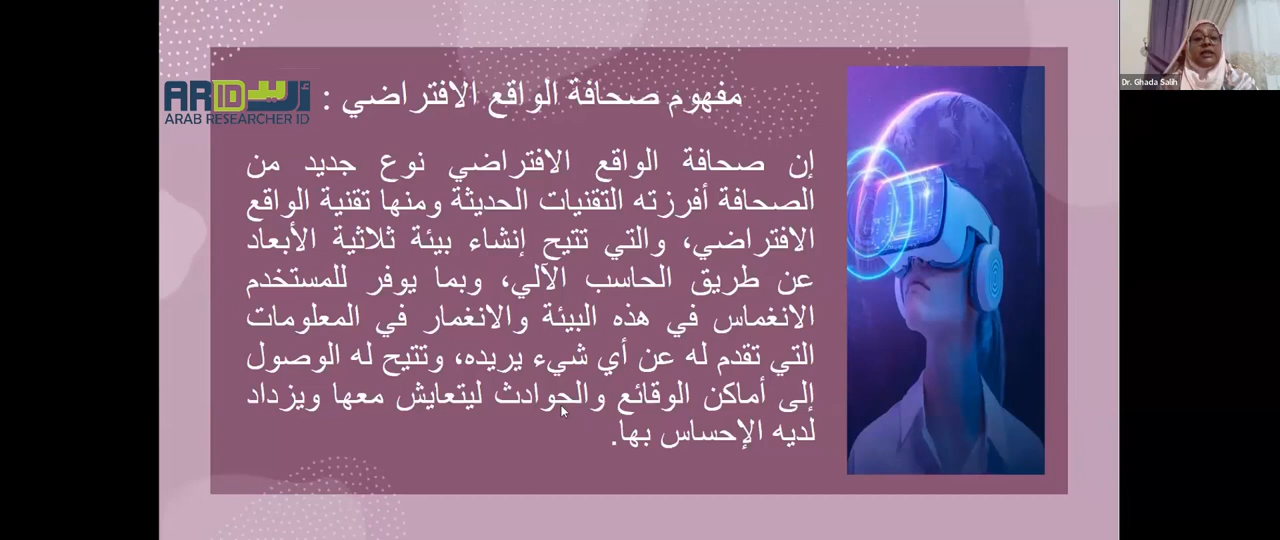 مفهوم صحافة الواقع الافتراضي :
ARID أريد
ARAB RESEARCHER ID
إن صحافة الواقع الافتراضي نوع جديد من
الصحافة أفرزته التقنيات الحديثة ومنها تقنية الواقع
الافتراضي، والتي تتيح إنشاء بيئة ثلاثية الأبعاد
عن طريق الحاسب الآلي، وبما يوفر للمستخدم
الانغماس في هذه البيئة والانغمار في المعلومات
التي تقدم له عن أي شيء يريده، وتتيح له الوصول
إلى أماكن الوقائع والحوادث ليتعايش معها ويزداد
لديه الإحساس بها.
Dr. Ghada Salih